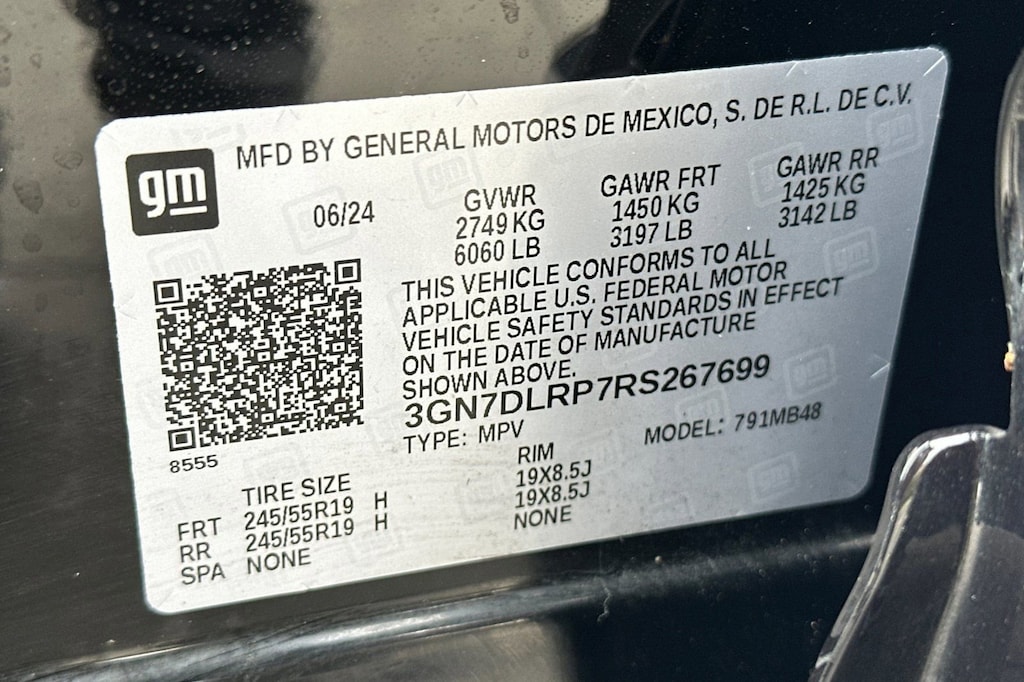 MFD BY GENERAL MOTORS DE MEXICO, S. DE R.L. DE C.V.
gm
06/24
GVWR
2749 KG
6060 LB
GAWR FRT
1450 KG
3197 LB
GAWR RR
1425 KG
3142 LB
THIS VEHICLE CONFORMS TO ALL
APPLICABLE U.S. FEDERAL MOTOR
VEHICLE SAFETY STANDARDS IN EFFECT
ON THE DATE OF MANUFACTURE
SHOWN ABOVE.
3GN7DLRP7RS267699
TYPE: MPV
MODEL: 791MB48
8555
TIRE SIZE RIM
FRT 245/55R19 H 19X8.5J
RR 245/55R19 H 19X8.5J
SPA NONE NONE